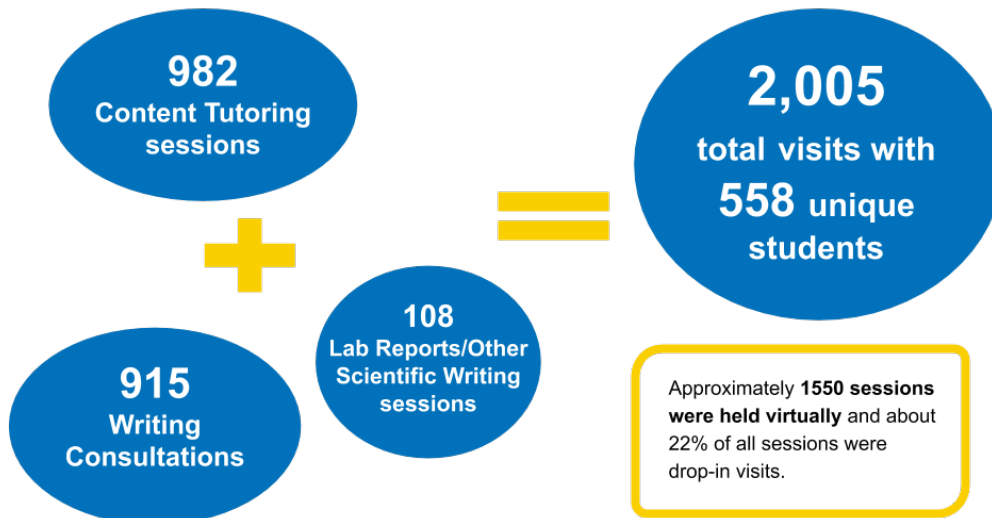 982
Content Tutoring
sessions
915
Writing
Consultations
108
Lab Reports/Other
Scientific Writing
sessions
2,005
total visits with
558 unique
students
Approximately 1550 sessions
were held virtually and about
22% of all sessions were
drop-in visits.